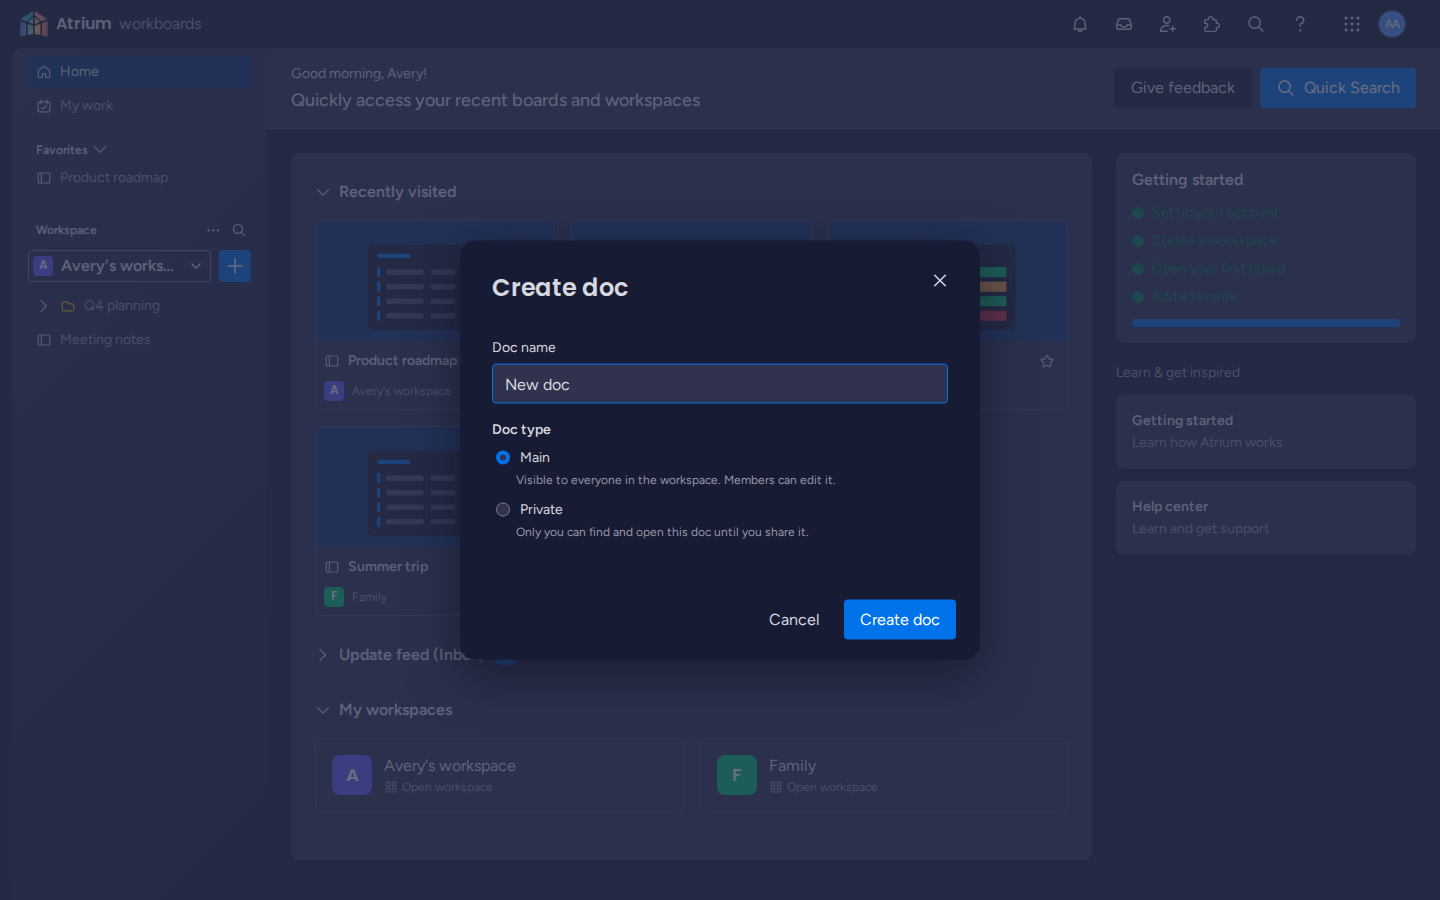 Atrium workboards
AA
Home
My work
Favorites
Product roadmap
Workspace
A Avery's works...
Q4 planning
Meeting notes
Good morning, Avery!
Quickly access your recent boards and workspaces
Give feedback
Quick Search
Recently visited
Product roadmap
A Avery's workspace
Summer trip
F Family
Update feed (Inbox)
My workspaces
A
Avery's workspace
Open workspace
F
Family
Open workspace
Getting started
Set up your account
Create a workspace
Open your first board
Add a favorite
Learn & get inspired
Getting started
Learn how Atrium works
Help center
Learn and get support
Create doc
Doc name
New doc
Doc type
Main
Visible to everyone in the workspace. Members can edit it.
Private
Only you can find and open this doc until you share it.
Cancel
Create doc